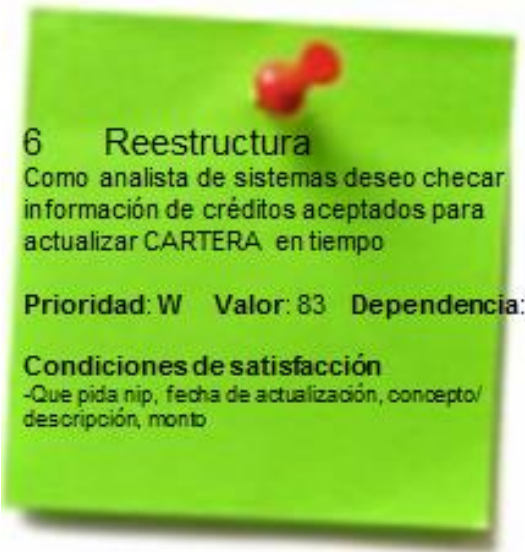 6 Reestructura
Como analista de sistemas deseo checar
información de créditos aceptados para
actualizar CARTERA en tiempo
Prioridad: W Valor: 83 Dependencia:
Condiciones de satisfacción
-Que pida nip, fecha de actualización, concepto/
descripción, monto